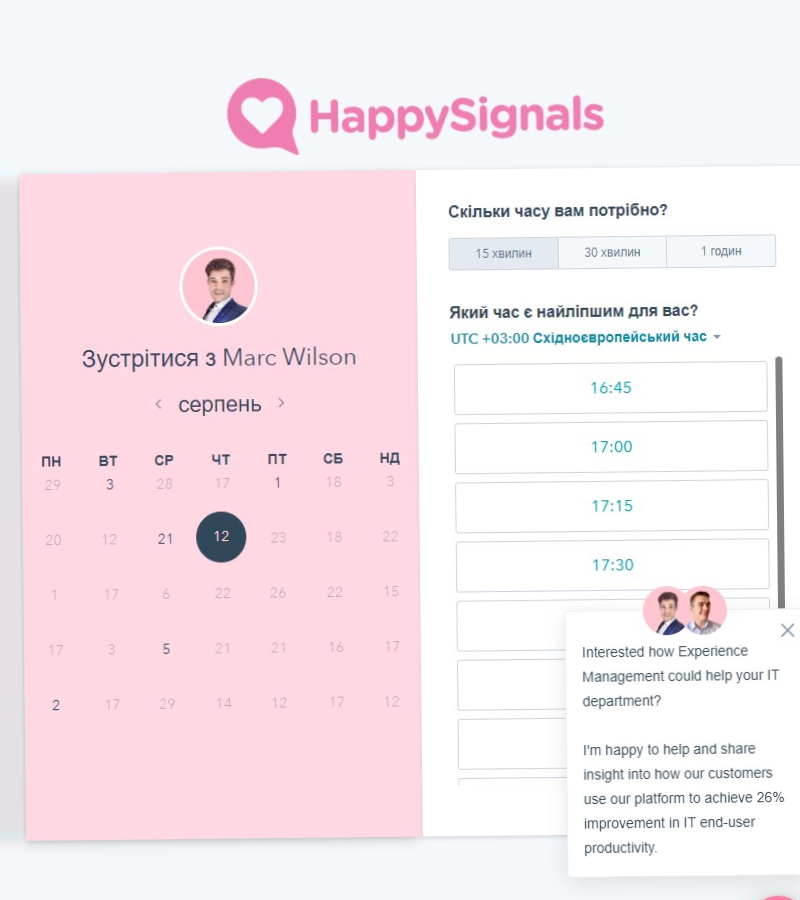 HappySignals
Зустрітися з Marc Wilson
серпень
ПН ВТ СР ЧТ ПТ СБ НД
29 3 28 17 1 18 3
20 12 21 12 23 18 22
1 17 6 22 26 22 15
17 3 5 21 21 16 17
2 17 29 14 12 17 12
Скільки часу вам потрібно?
15 хвилин 30 хвилин 1 годин
Який час є найліпшим для вас?
UTC +03:00 Східноєвропейський час
16:45
17:00
17:15
17:30
Interested how Experience
Management could help your IT
department?
I'm happy to help and share
insight into how our customers
use our platform to achieve 26%
improvement in IT end-user
productivity.